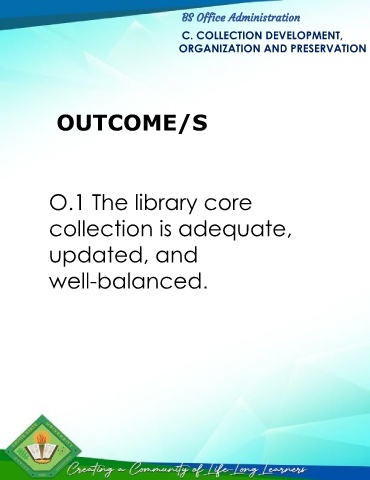 BS Office Administration
C. COLLECTION DEVELOPMENT,
ORGANIZATION AND PRESERVATION
OUTCOME/S
O.1 The library core
collection is adequate,
updated, and
well-balanced.
Creating a Community of Life-Long Learners